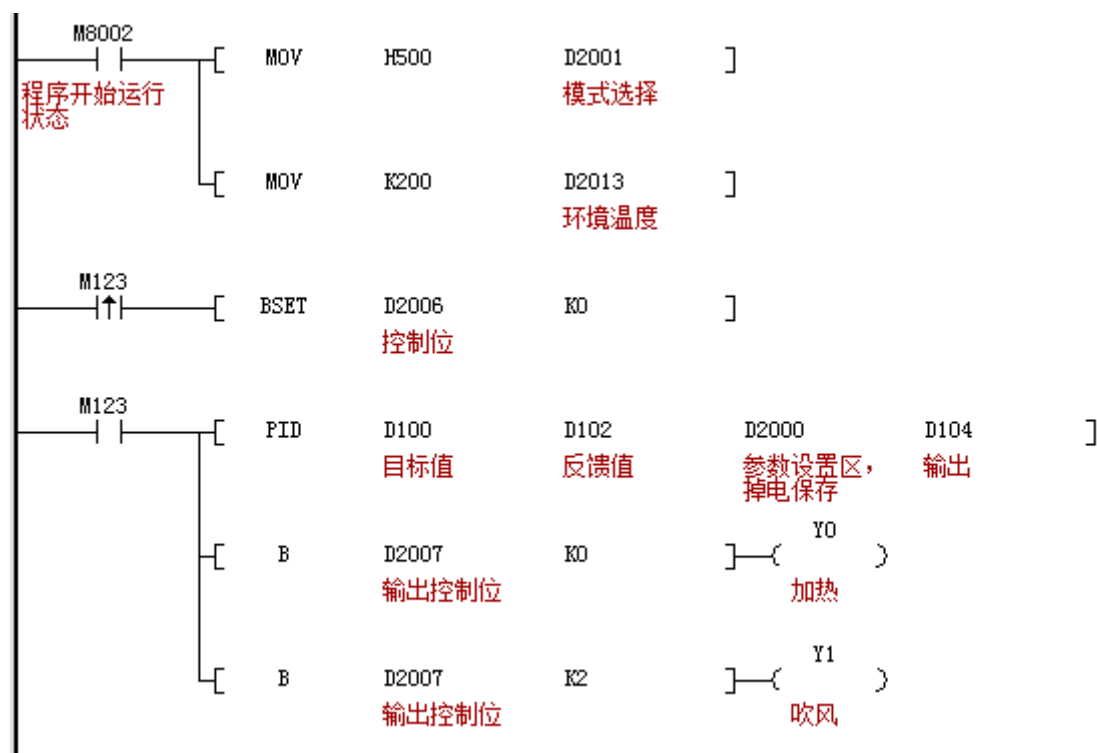 M8002
MOV H500 D2001
程序开始运行 模式选择
状态
MOV K200 D2013
环境温度
M123
BSET D2006 K0
控制位
M123
PID D100 D102 D2000 D104
目标值 反馈值 参数设置区, 输出
掉电保存
Y0
B D2007 K0
输出控制位 加热
Y1
B D2007 K2
输出控制位 吹风